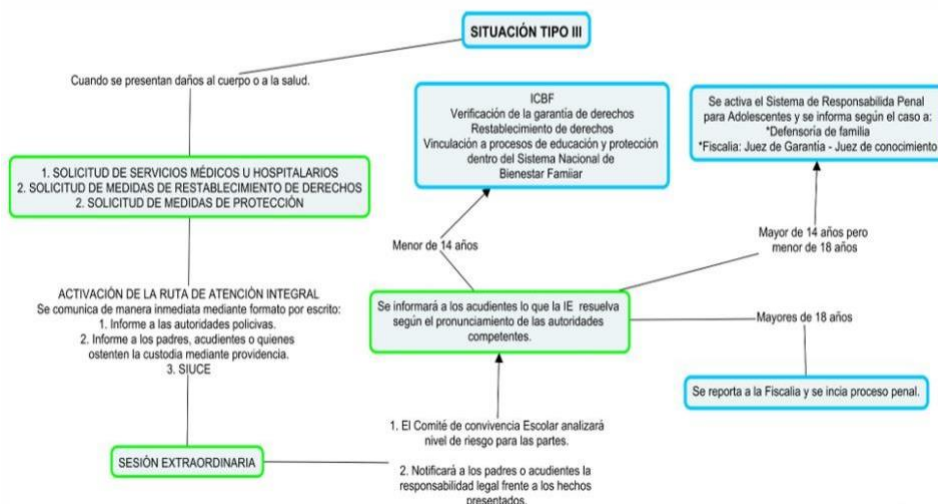 SITUACIÓN TIPO III
Cuando se presentan daños al cuerpo o a la salud.
1. SOLICITUD DE SERVICIOS MÉDICOS U HOSPITALARIOS
2. SOLICITUD DE MEDIDAS DE RESTABLECIMIENTO DE DERECHOS
2. SOLICITUD DE MEDIDAS DE PROTECCIÓN
ACTIVACIÓN DE LA RUTA DE ATENCIÓN INTEGRAL
Se comunica de manera inmediata mediante formato por escrito:
1. Informe a las autoridades policivas.
2. Informe a los padres, acudientes o quienes
ostenten la custodia mediante providencia.
3. SIUCE
SESIÓN EXTRAORDINARIA
1. El Comité de convivencia Escolar analizará
nivel de riesgo para las partes.
2. Notificará a los padres o acudientes la
responsabilidad legal frente a los hechos
presentados.
Se informará a los acudientes lo que la IE resuelva
según el pronunciamiento de las autoridades
competentes.
Menor de 14 años
ICBF
Verificación de la garantía de derechos
Restablecimiento de derechos
Vinculación a procesos de educación y protección
dentro del Sistema Nacional de
Bienestar Famiiar
Mayor de 14 años pero
menor de 18 años
Se activa el Sistema de Responsabilida Penal
para Adolescentes y se informa según el caso a:
*Defensoría de familia
*Fiscalia: Juez de Garantia - Juez de conocimiento
Mayores de 18 años
Se reporta a la Fiscalia y se incia proceso penal.